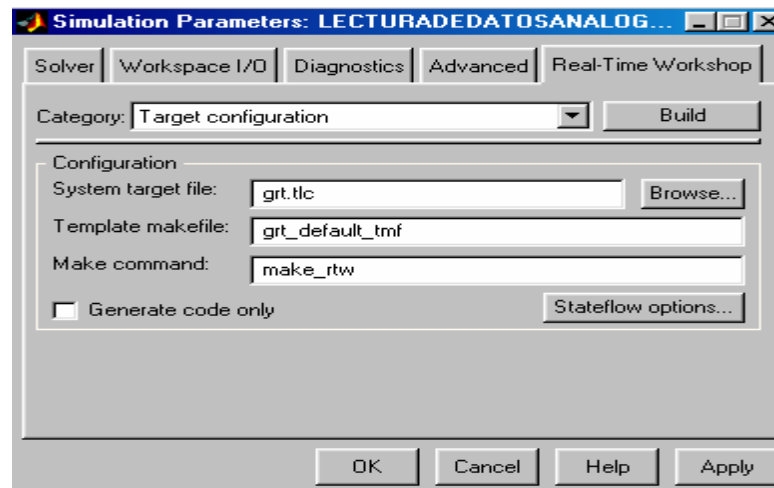 Simulation Parameters: LECTURADEDATOSANALOG...
Solver Workspace I/O Diagnostics Advanced Real-Time Workshop
Category: Target configuration Build
Configuration
System target file: grt.tlc Browse...
Template makefile: grt_default_tmf
Make command: make_rtw
Generate code only Stateflow options...
OK Cancel Help Apply